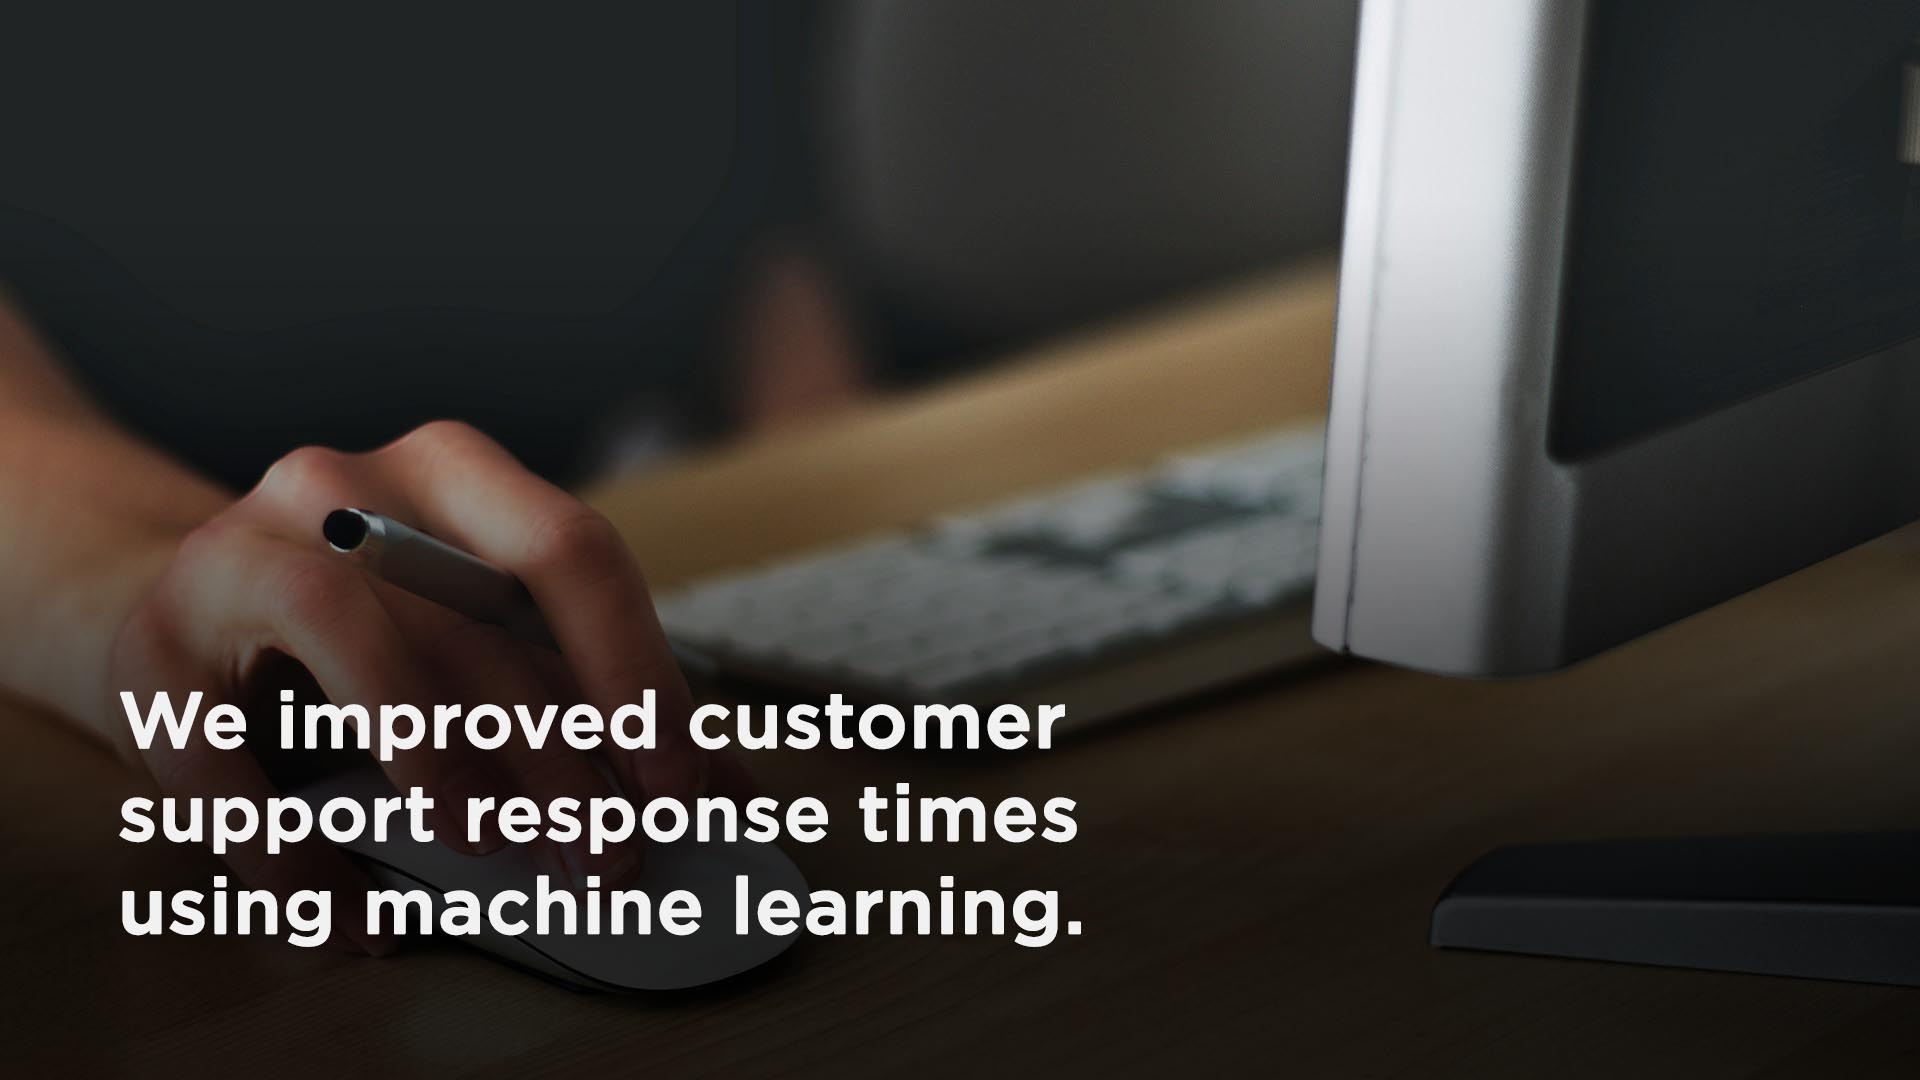 We improved customer
support response times
using machine learning.